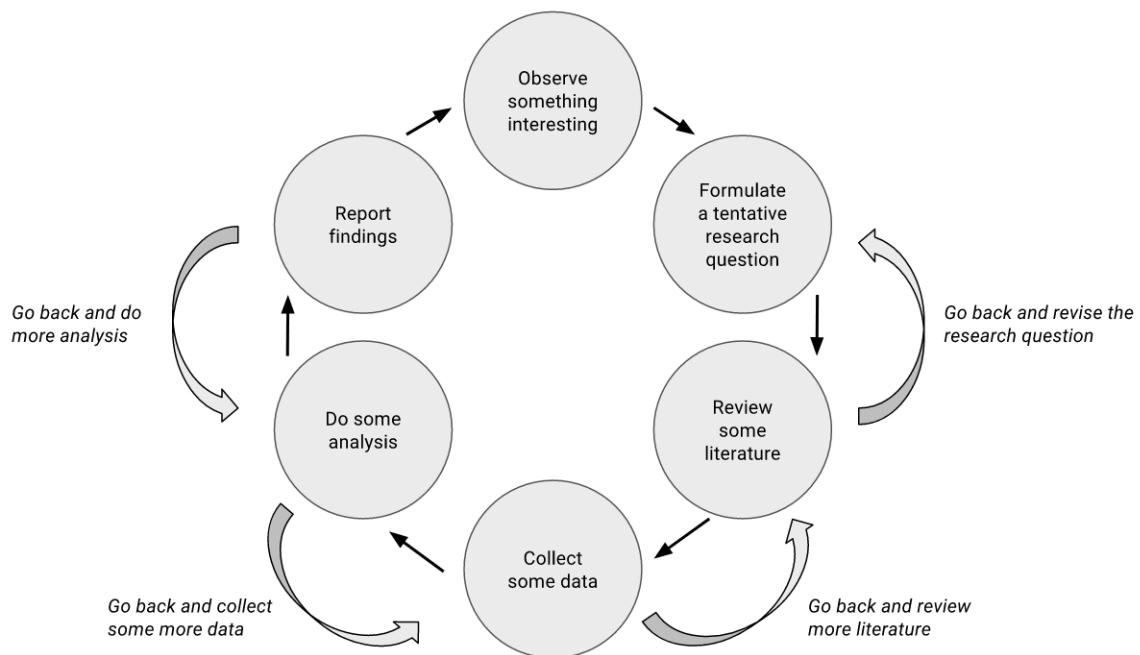 Observe
something
interesting
Formulate
a tentative
research
question
Go back and revise the
research question
Review
some
literature
Go back and review
more literature
Collect
some data
Go back and collect
some more data
Do some
analysis
Go back and do
more analysis
Report
findings